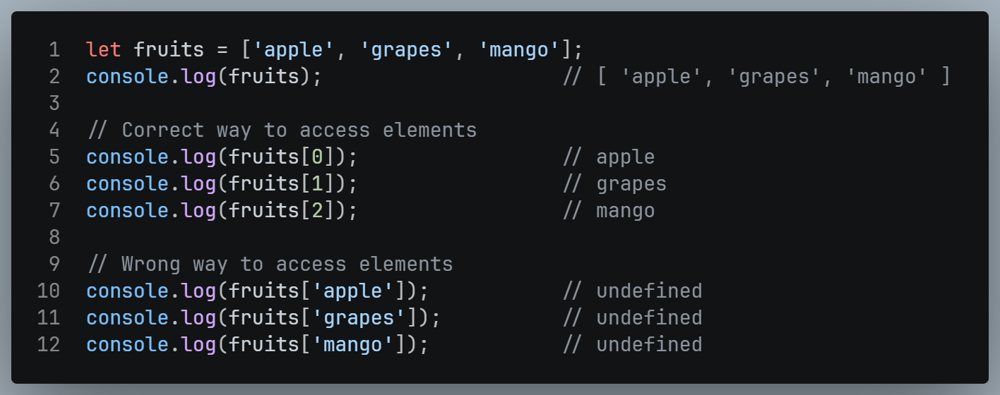 1 let fruits = ['apple', 'grapes', 'mango'];
2 console.log(fruits); // [ 'apple', 'grapes', 'mango' ]
3
4 // Correct way to access elements
5 console.log(fruits[0]); // apple
6 console.log(fruits[1]); // grapes
7 console.log(fruits[2]); // mango
8
9 // Wrong way to access elements
10 console.log(fruits['apple']); // undefined
11 console.log(fruits['grapes']); // undefined
12 console.log(fruits['mango']); // undefined